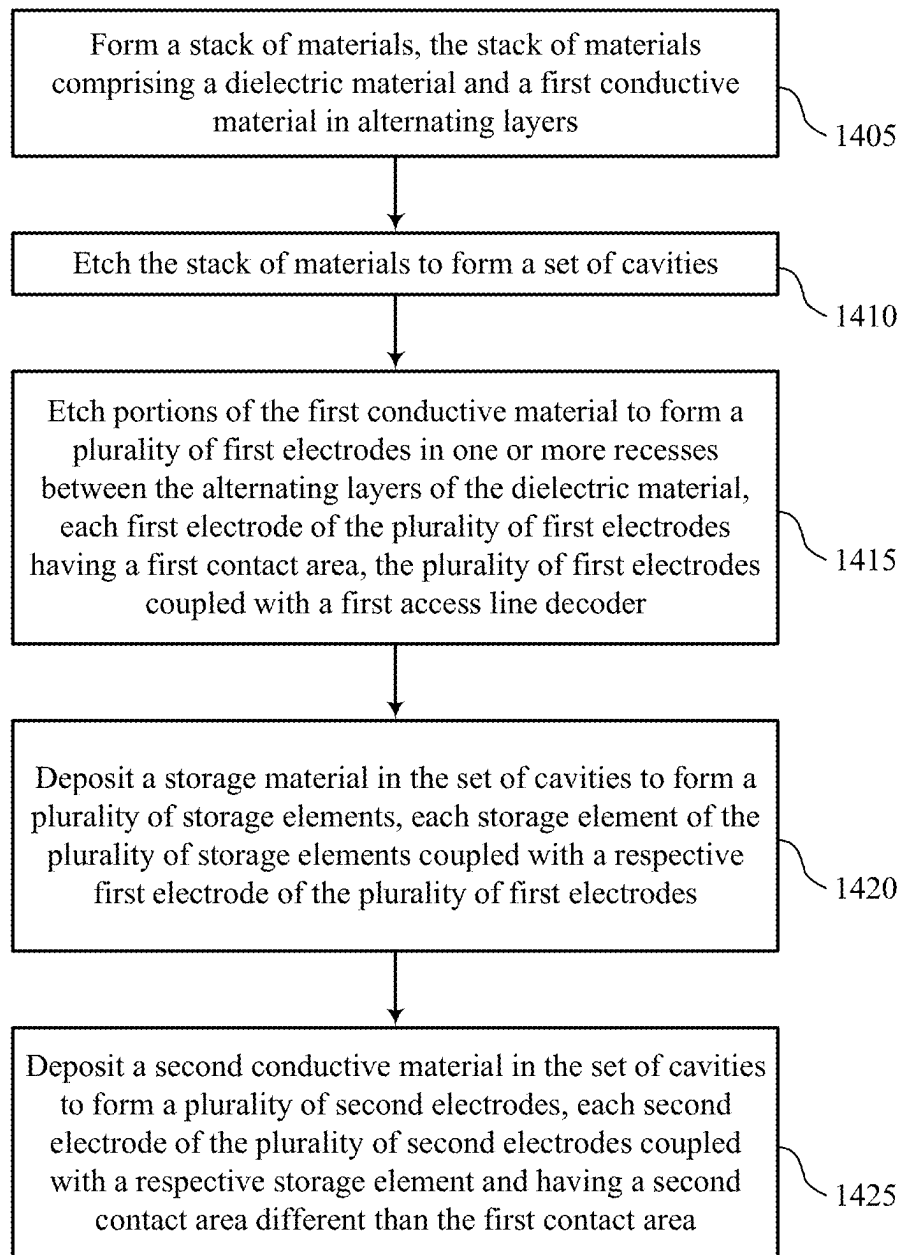 Form a stack of materials, the stack of materials
comprising a dielectric material and a first conductive
material in alternating layers
1405
Etch the stack of materials to form a set of cavities
1410
Etch portions of the first conductive material to form a
plurality of first electrodes in one or more recesses
between the alternating layers of the dielectric material,
each first electrode of the plurality of first electrodes
having a first contact area, the plurality of first electrodes
coupled with a first access line decoder
1415
Deposit a storage material in the set of cavities to form a
plurality of storage elements, each storage element of the
plurality of storage elements coupled with a respective
first electrode of the plurality of first electrodes
1420
Deposit a second conductive material in the set of cavities
to form a plurality of second electrodes, each second
electrode of the plurality of second electrodes coupled
with a respective storage element and having a second
contact area different than the first contact area
1425